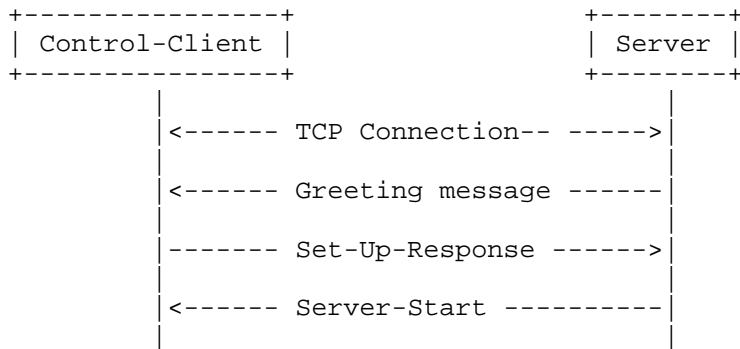 +----------------+ +--------+
| Control-Client | | Server |
+----------------+ +--------+
| |
|<------ TCP Connection-- ----->|
| |
|<------ Greeting message ------|
| |
|------- Set-Up-Response ------>|
| |
|<------ Server-Start ----------|
| |